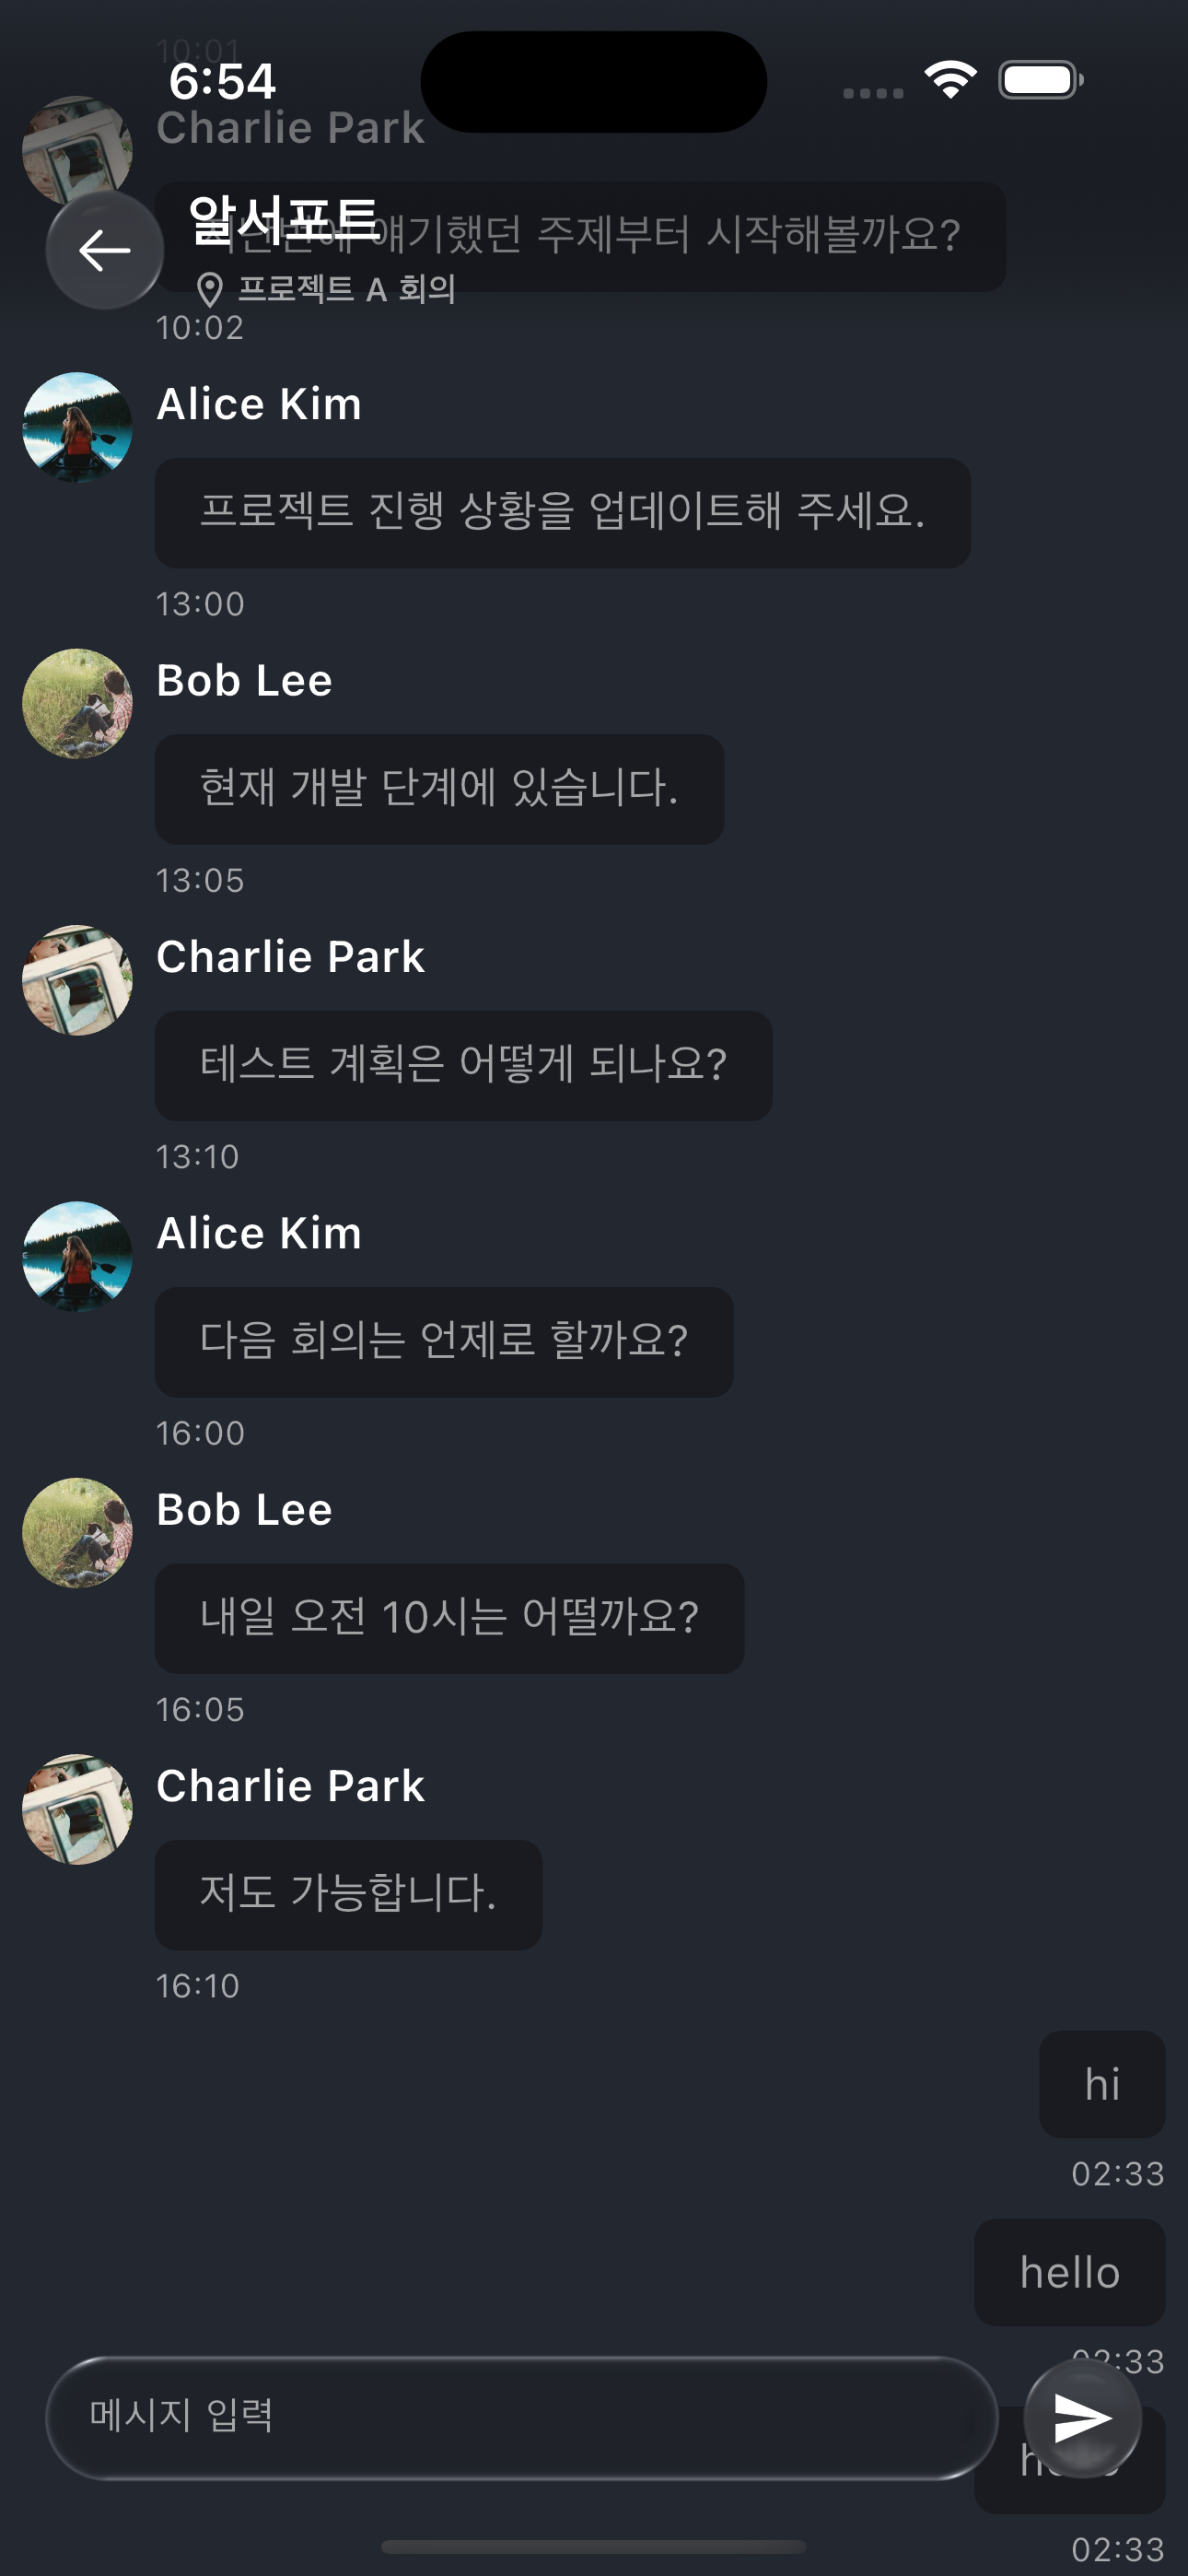 10:01
6:54
Charlie Park
알서포트
지난번에 얘기했던 주제부터 시작해볼까요?
프로젝트 A 회의
10:02
Alice Kim
프로젝트 진행 상황을 업데이트해 주세요.
13:00
Bob Lee
현재 개발 단계에 있습니다.
13:05
Charlie Park
테스트 계획은 어떻게 되나요?
13:10
Alice Kim
다음 회의는 언제로 할까요?
16:00
Bob Lee
내일 오전 10시는 어떨까요?
16:05
Charlie Park
저도 가능합니다.
16:10
hi
02:33
hello
02:33
메시지 입력
02:33